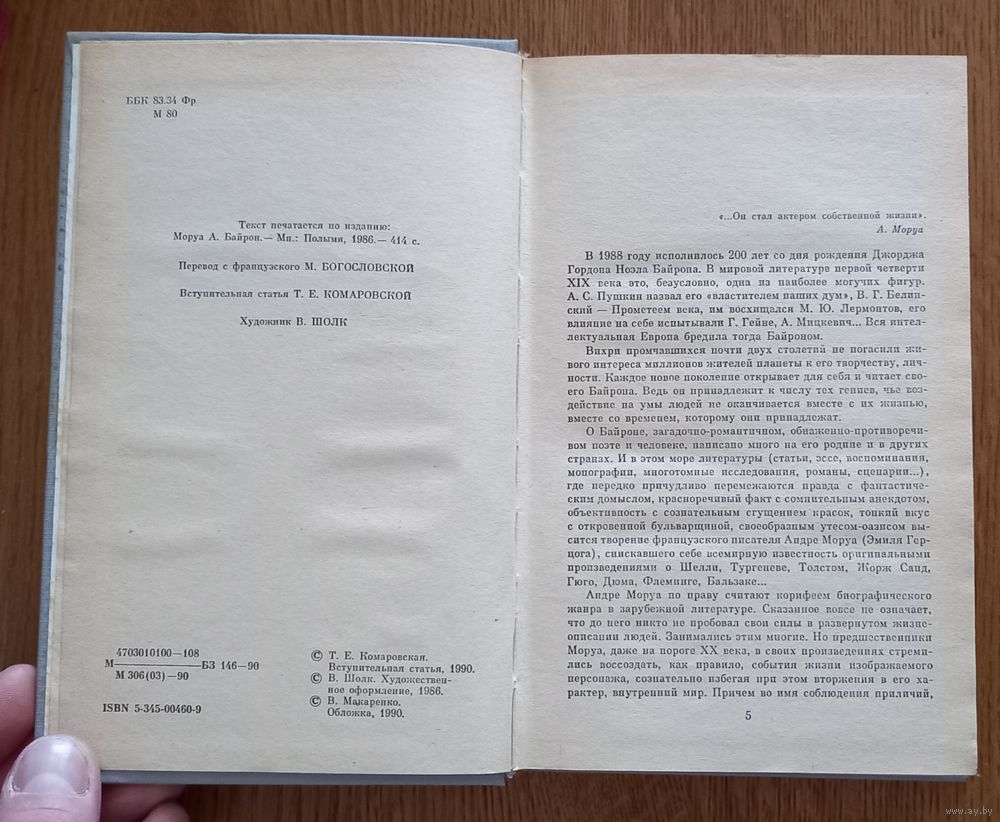 ББК 83.34 Фр
М 80
Текст печатается по изданию:
Моруа А. Байрон.— Мн.: Полымя, 1986.— 414 с.
Перевод с французского М. БОГОСЛОВСКОЙ
Вступительная статья Т. Е. КОМАРОВСКОЙ
Художник В. ШОЛК
4703010100—108
М ———— БЗ 146—90
М 306(03)—90
ISBN 5-345-00460-9
© Т. Е. Комаровская.
Вступительная статья, 1990.
© В. Шолк. Художествен-
ное оформление, 1986.
© В. Макаренко.
Обложка, 1990.
«...Он стал актером собственной жизни».
А. Моруа
В 1988 году исполнилось 200 лет со дня рождения Джорджа
Гордона Ноэла Байрона. В мировой литературе первой четверти
XIX века это, безусловно, одна из наиболее могучих фигур.
А. С. Пушкин назвал его «властителем наших дум», В. Г. Белин-
ский — Прометеем века, им восхищался М. Ю. Лермонтов, его
влияние на себе испытывали Г. Гейне, А. Мицкевич... Вся интел-
лектуальная Европа бредила тогда Байроном.
Вихри промчавшихся почти двух столетий не погасили жи-
вого интереса миллионов жителей планеты к его творчеству, лич-
ности. Каждое новое поколение открывает для себя и читает свое-
го Байрона. Ведь он принадлежит к числу тех гениев, чье воз-
действие на умы людей не оканчивается вместе с их жизнью,
вместе со временем, которому они принадлежат.
О Байроне, загадочно-романтичном, обнаженно-противоречи-
вом поэте и человеке, написано много на его родине и в других
странах. И в этом море литературы (статьи, эссе, воспоминания,
монографии, многотомные исследования, романы, сценарии...),
где нередко причудливо перемежаются правда с фантастиче-
ским домыслом, красноречивый факт с сомнительным анекдотом,
объективность с сознательным сгущением красок, тонкий вкус
с откровенной бульварщиной, своеобразным утесом-оазисом вы-
сится творение французского писателя Андре Моруа (Эмиля Гер-
цога), снискавшего себе всемирную известность оригинальными
произведениями о Шелли, Тургеневе, Толстом, Жорж Санд,
Гюго, Дюма, Флеминге, Бальзаке...
Андре Моруа по праву считают корифеем биографического
жанра в зарубежной литературе. Сказанное вовсе не означает,
что до него никто не пробовал свои силы в развернутом жизне-
описании людей. Занимались этим многие. Но предшественники
Моруа, даже на пороге XX века, в своих произведениях стреми-
лись воссоздать, как правило, события жизни изображаемого
персонажа, сознательно избегая при этом вторжения в его ха-
рактер, внутренний мир. Причем во имя соблюдения приличий,
5
www.ay.by